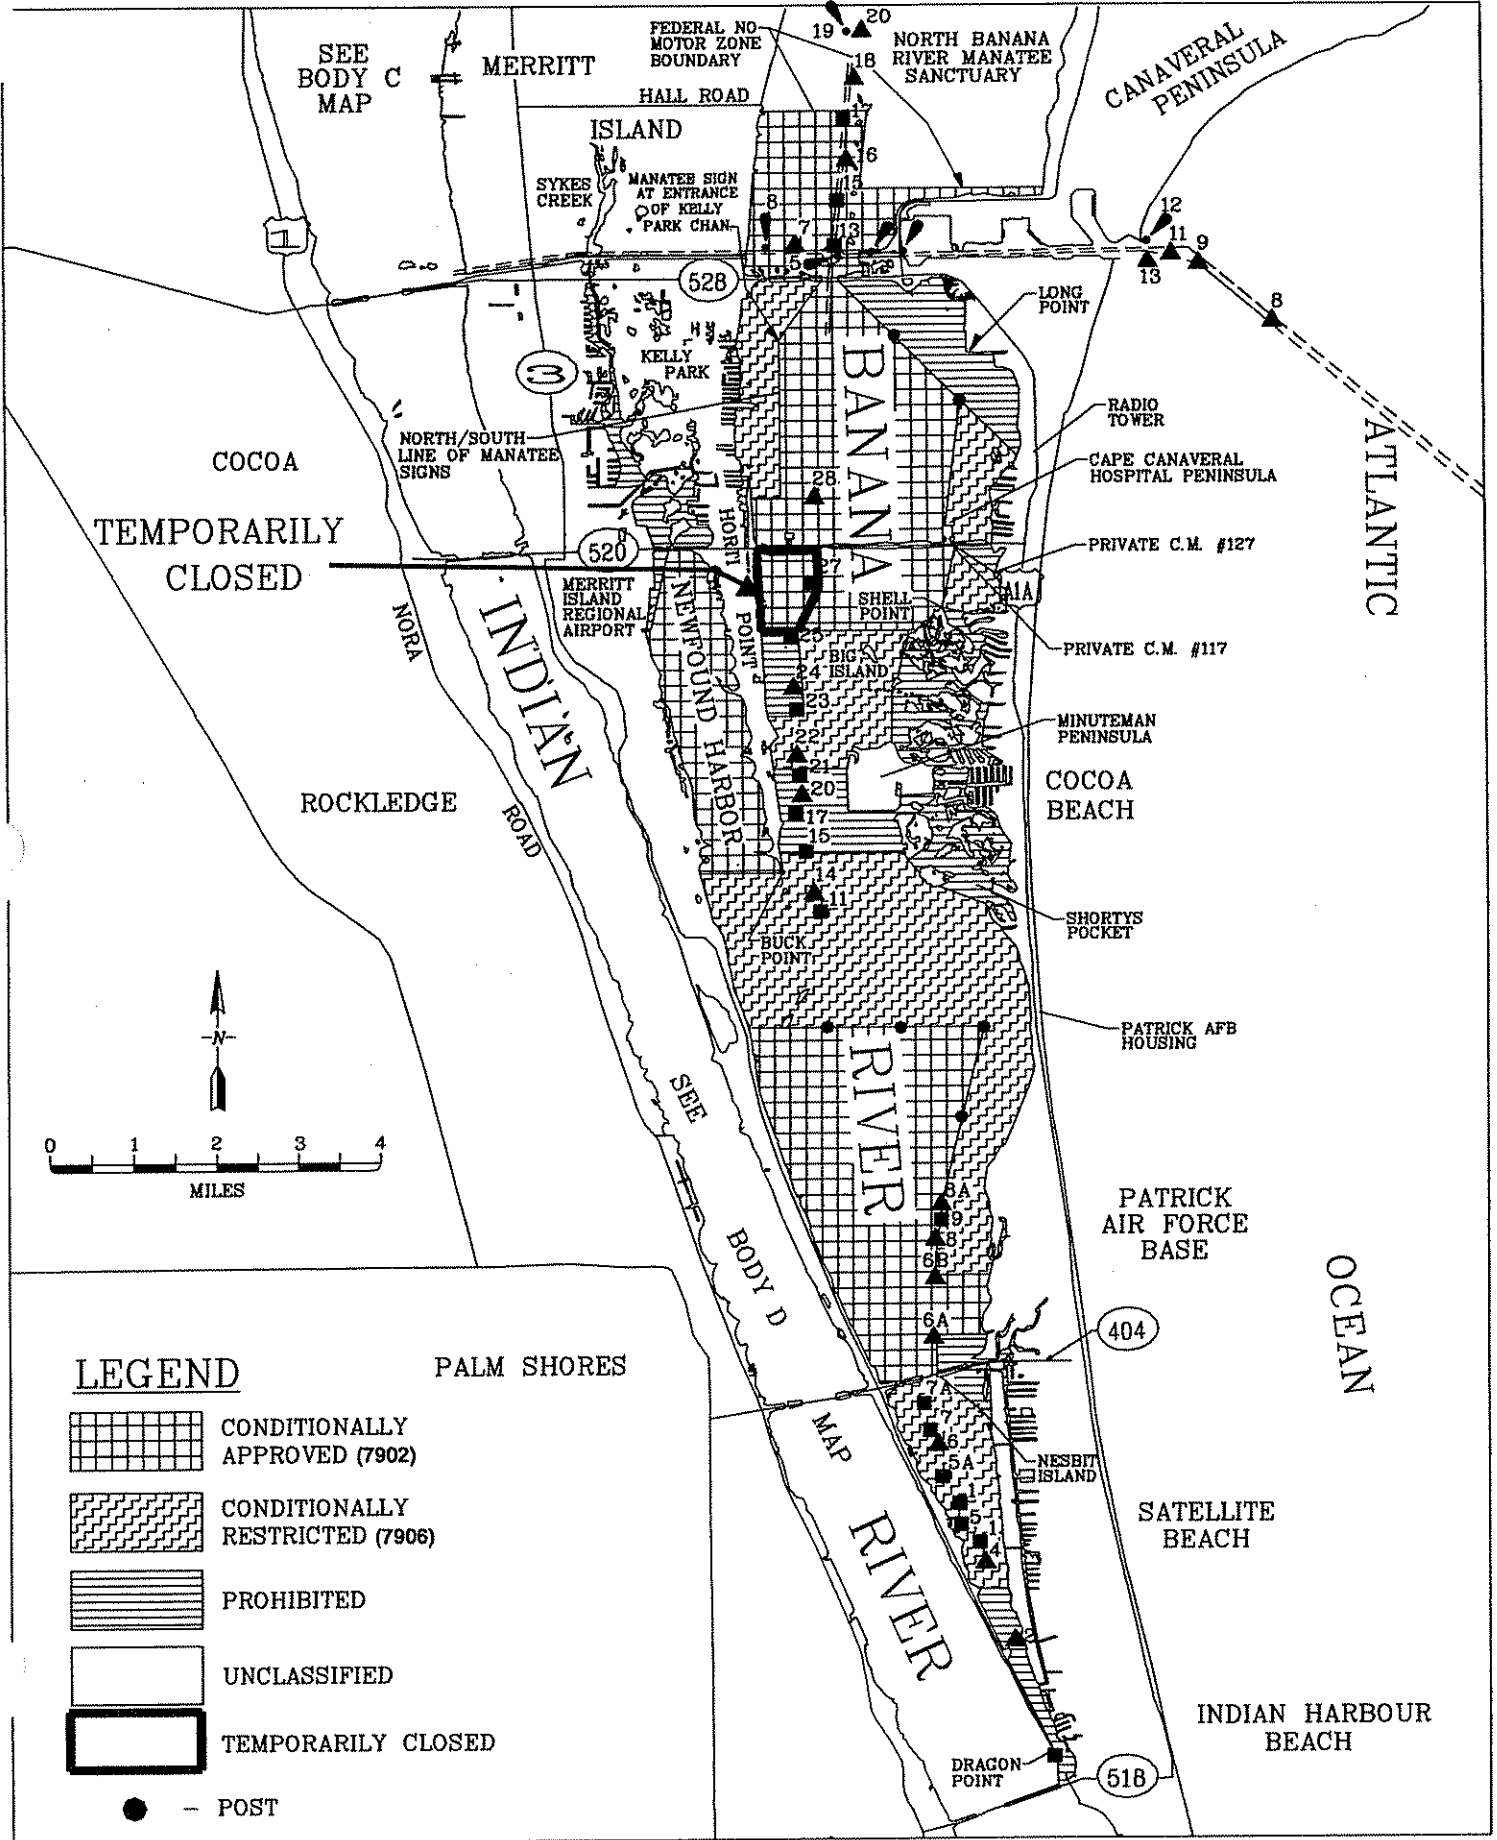 SEE
BODY C
MAP
MERRITT
ISLAND
FEDERAL NO
MOTOR ZONE
BOUNDARY
HALL ROAD
19
20
18
NORTH BANANA
RIVER MANATEE
SANCTUARY
CANAVERAL
PENINSULA
SYKES
CREEK
MANATEE SIGN
AT ENTRANCE
OF KELLY
PARK CHAN.
1
16
15
8
7
13
5
12
11
9
13
8
528
LONG
POINT
KELLY
PARK
3
NORTH/SOUTH
LINE OF MANATEE
SIGNS
RADIO
TOWER
CAPE CANAVERAL
HOSPITAL PENINSULA
COCOA
TEMPORARILY
CLOSED
28
HORTI
POINT
520
PRIVATE C.M. #127
A1A
MERRITT
ISLAND
REGIONAL
AIRPORT
27
SHELL
POINT
PRIVATE C.M. #117
25
BIG
ISLAND
24
23
22
21
20
17
15
14
11
MINUTEMAN
PENINSULA
COCOA
BEACH
BANANA
RIVER
ATLANTIC
OCEAN
NORA
ROAD
INDIAN
RIVER
NEWFOUND HARBOR
ROCKLEDGE
SHORTYS
POCKET
BUCK
POINT
PATRICK AFB
HOUSING
-N-
0 1 2 3 4
MILES
SEE
BODY D
MAP
8A
9
8
6B
6A
PATRICK
AIR FORCE
BASE
404
7A
7
6
5A
1
5
1
4
2
NESBIT
ISLAND
SATELLITE
BEACH
PALM SHORES
INDIAN HARBOUR
BEACH
DRAGON
POINT
518
LEGEND
CONDITIONALLY
APPROVED (7902)
CONDITIONALLY
RESTRICTED (7906)
PROHIBITED
UNCLASSIFIED
TEMPORARILY CLOSED
- POST